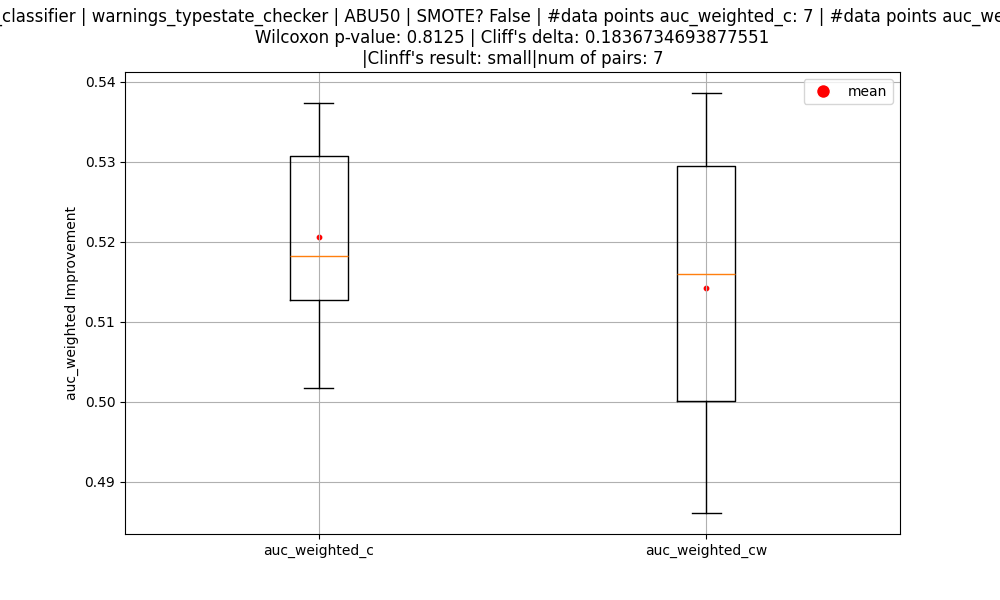 _classifier | warnings_typestate_checker | ABU50 | SMOTE? False | #data points auc_weighted_c: 7 | #data points
Wilcoxon p-value: 0.8125 | Cliff's delta: 0.1836734693877551
|Clinff's result: small|num of pairs: 7
mean
0.54
0.53
0.52
0.51
0.50
0.49
auc_weighted Improvement
auc_weighted_c
auc_weighted_cw